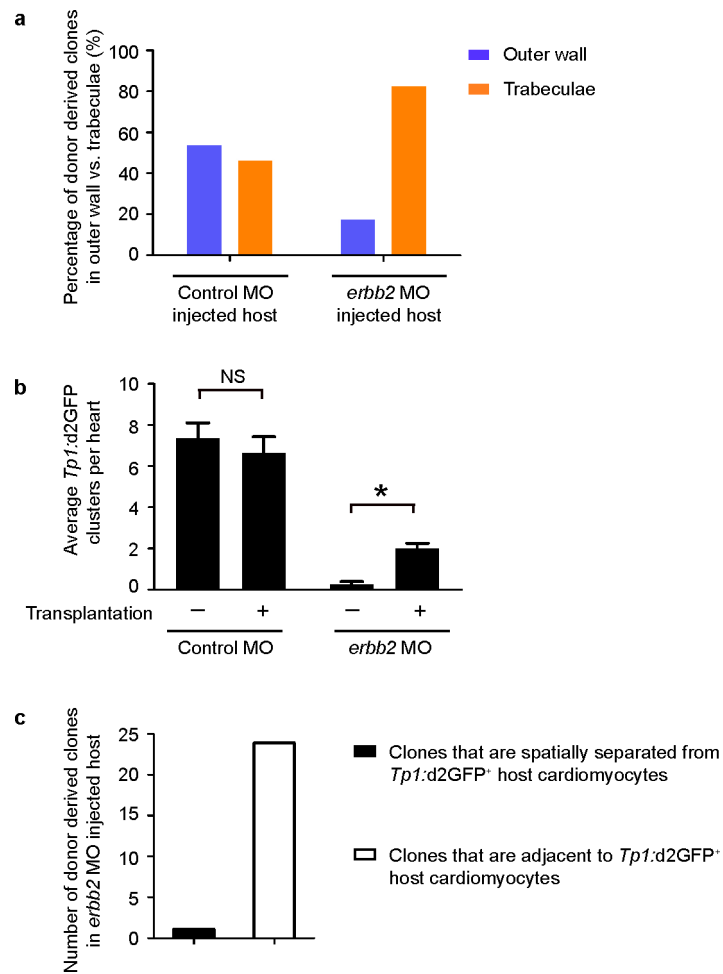 a
Percentage of donor derived clones
in outer wall vs. trabeculae (%)
100
80
60
40
20
0
Outer wall
Trabeculae
Control MO
injected host
erbb2 MO
injected host
b
Average Tp1:d2GFP
clusters per heart
10
8
6
4
2
0
NS
*
Transplantation − + − +
Control MO
erbb2 MO
c
Number of donor derived clones
in erbb2 MO injected host
25
20
15
10
5
0
Clones that are spatially separated from
Tp1:d2GFP⁺ host cardiomyocytes
Clones that are adjacent to Tp1:d2GFP⁺
host cardiomyocytes